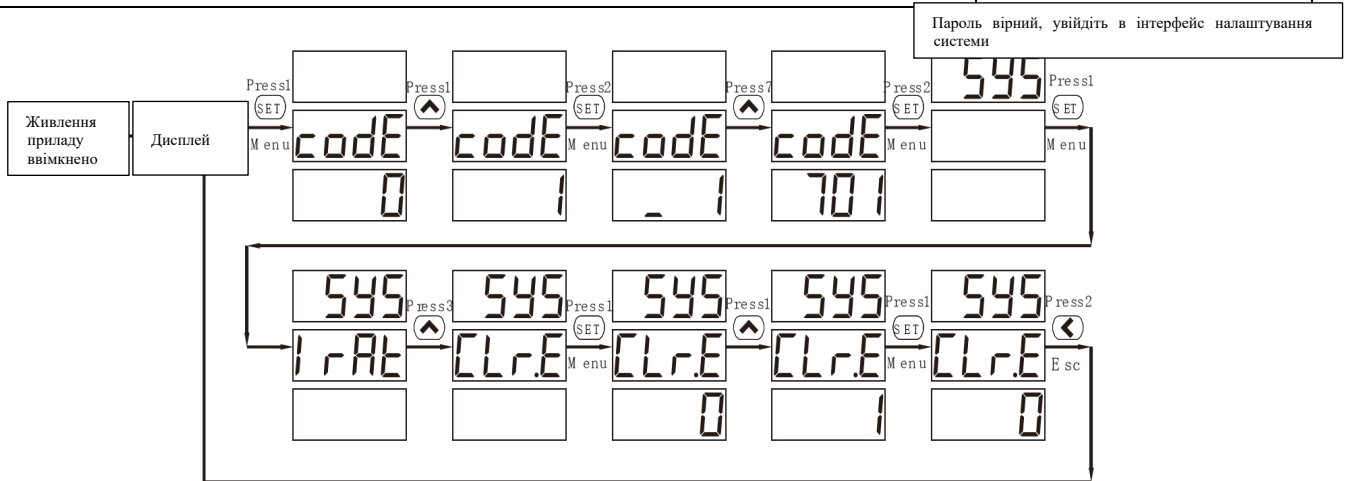 Пароль вірний, увійдіть в інтерфейс налаштування
системи
Живлення
приладу
ввімкнено
Дисплей
Press1
SET
Menu
codE
0
Press1
codE
1
Press2
SET
Menu
codE
_ 1
Press7
codE
701
Press2
SET
Menu
SYS
Press1
SET
Menu
SYS
IrAt
Press3
SYS
CLr.E
Press1
SET
Menu
SYS
CLr.E
0
Press1
SYS
CLr.E
1
Press1
SET
Menu
SYS
CLr.E
0
Press2
Esc